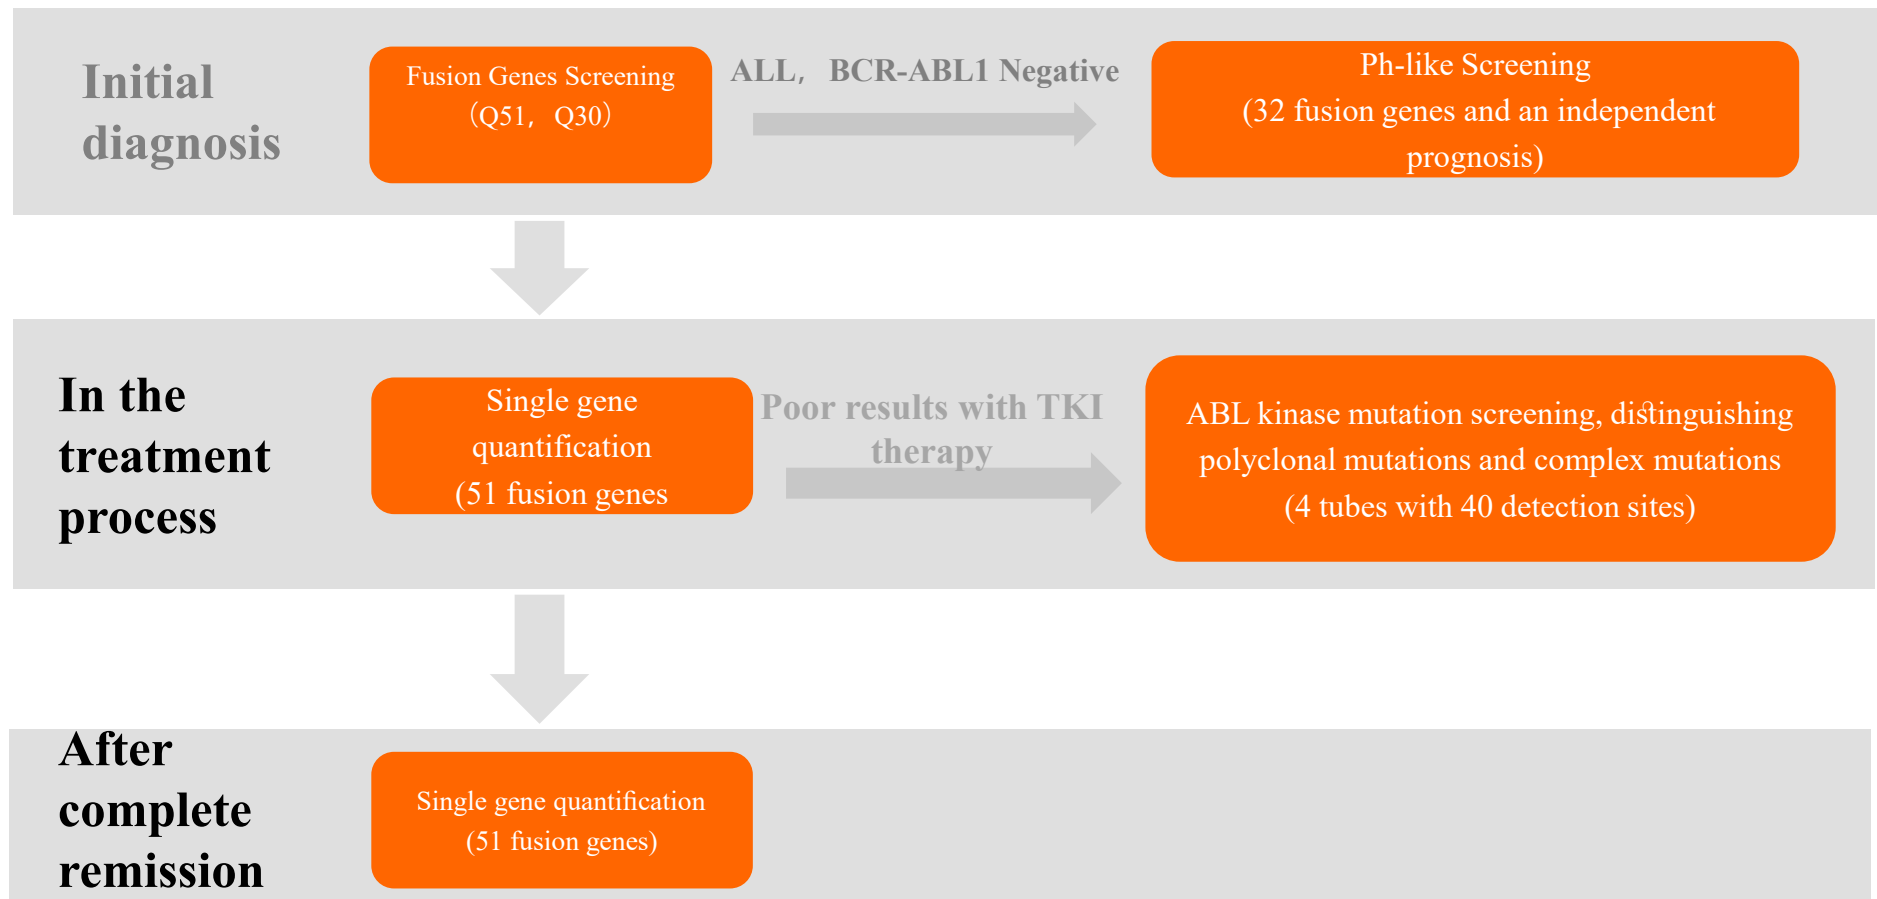 Initial
diagnosis
Fusion Genes Screening
（Q51，Q30）
ALL，BCR-ABL1 Negative
Ph-like Screening
(32 fusion genes and an independent
prognosis)
In the
treatment
process
Single gene
quantification
(51 fusion genes
Poor results with TKI
therapy
ABL kinase mutation screening, distinguishing
polyclonal mutations and complex mutations
(4 tubes with 40 detection sites)
After
complete
remission
Single gene quantification
(51 fusion genes)